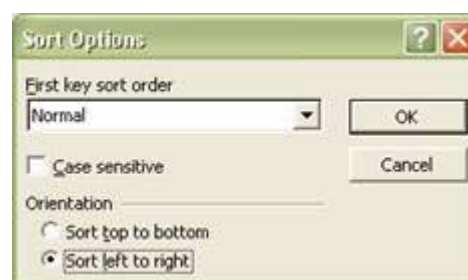 Sort Options
First key sort order
Normal
OK
Case sensitive
Cancel
Orientation
Sort top to bottom
Sort left to right